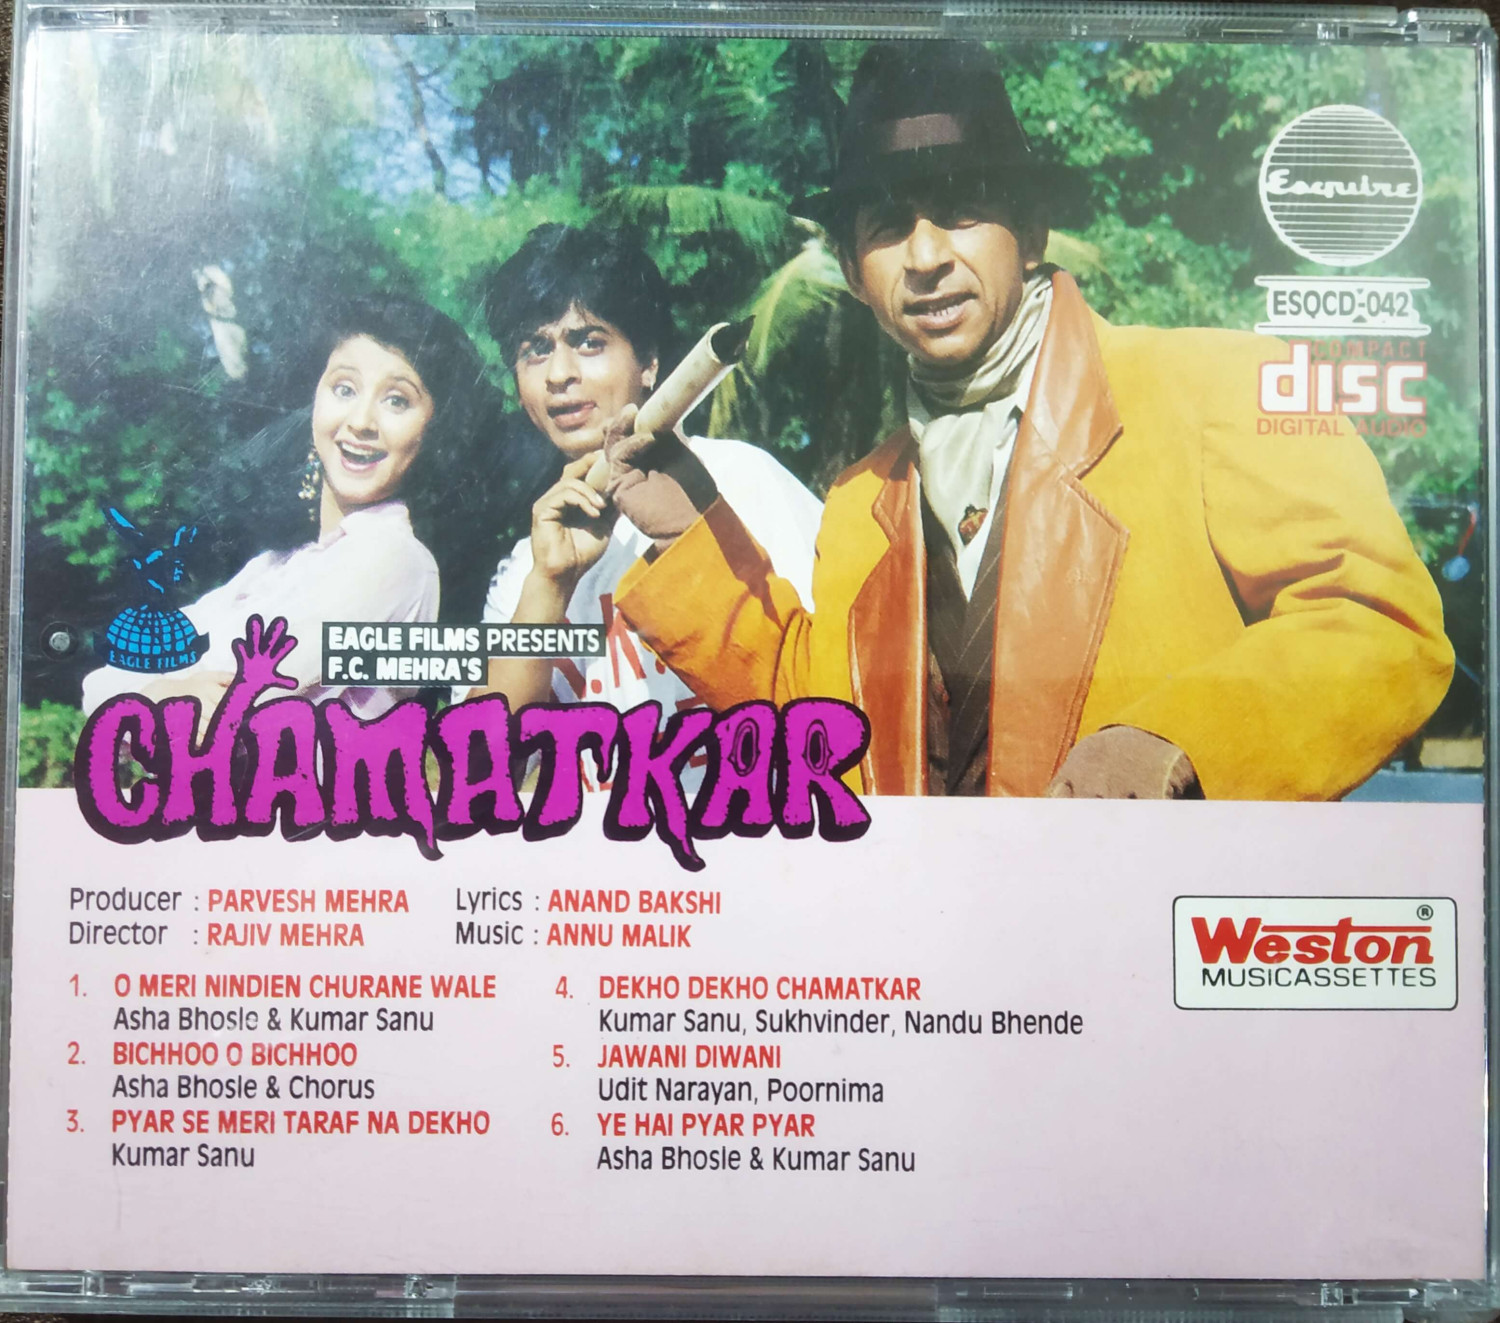 Esquire
ESQCD-042
COMPACT
disc
DIGITAL AUDIO
EAGLE FILMS
EAGLE FILMS PRESENTS
F.C. MEHRA'S
CHAMATKAR
Producer : PARVESH MEHRA
Director : RAJIV MEHRA
Lyrics : ANAND BAKSHI
Music : ANNU MALIK
Weston ®
MUSICASSETTES
1. O MERI NINDIEN CHURANE WALE
Asha Bhosle & Kumar Sanu
2. BICHHOO O BICHHOO
Asha Bhosle & Chorus
3. PYAR SE MERI TARAF NA DEKHO
Kumar Sanu
4. DEKHO DEKHO CHAMATKAR
Kumar Sanu, Sukhvinder, Nandu Bhende
5. JAWANI DIWANI
Udit Narayan, Poornima
6. YE HAI PYAR PYAR
Asha Bhosle & Kumar Sanu